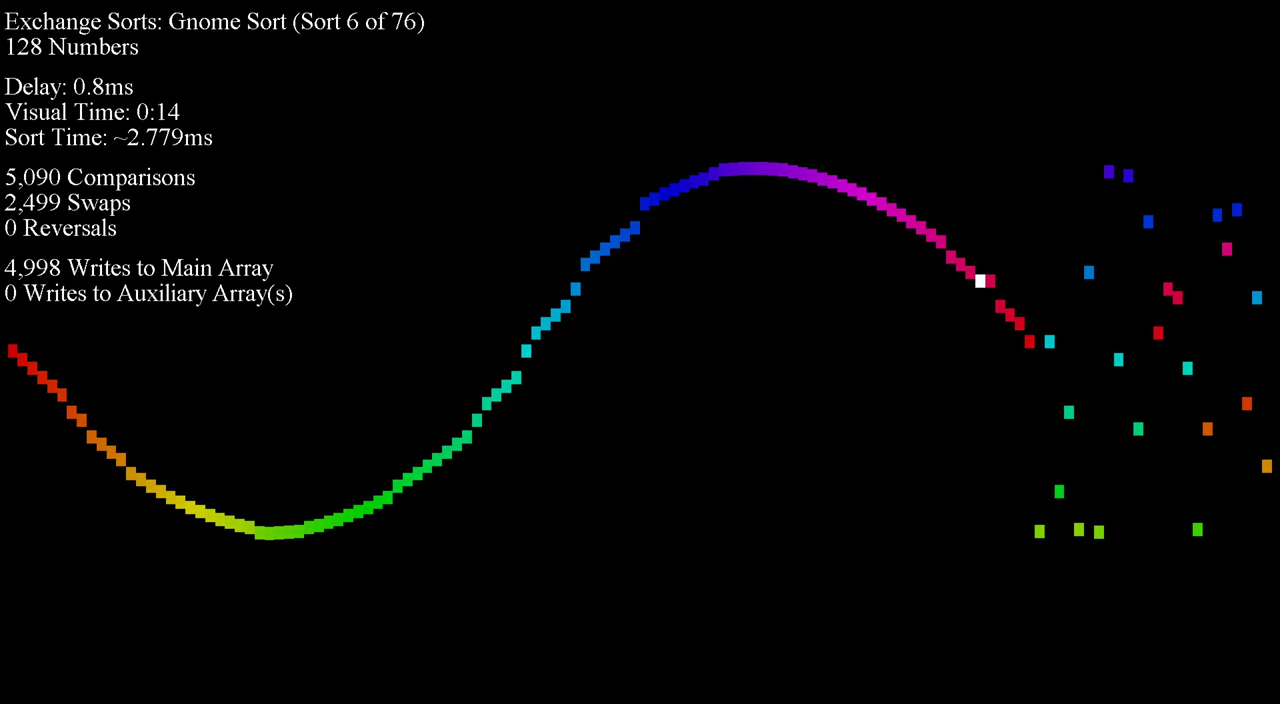 Exchange Sorts: Gnome Sort (Sort 6 of 76)
128 Numbers
Delay: 0.8ms
Visual Time: 0:14
Sort Time: ~2.779ms
5,090 Comparisons
2,499 Swaps
0 Reversals
4,998 Writes to Main Array
0 Writes to Auxiliary Array(s)